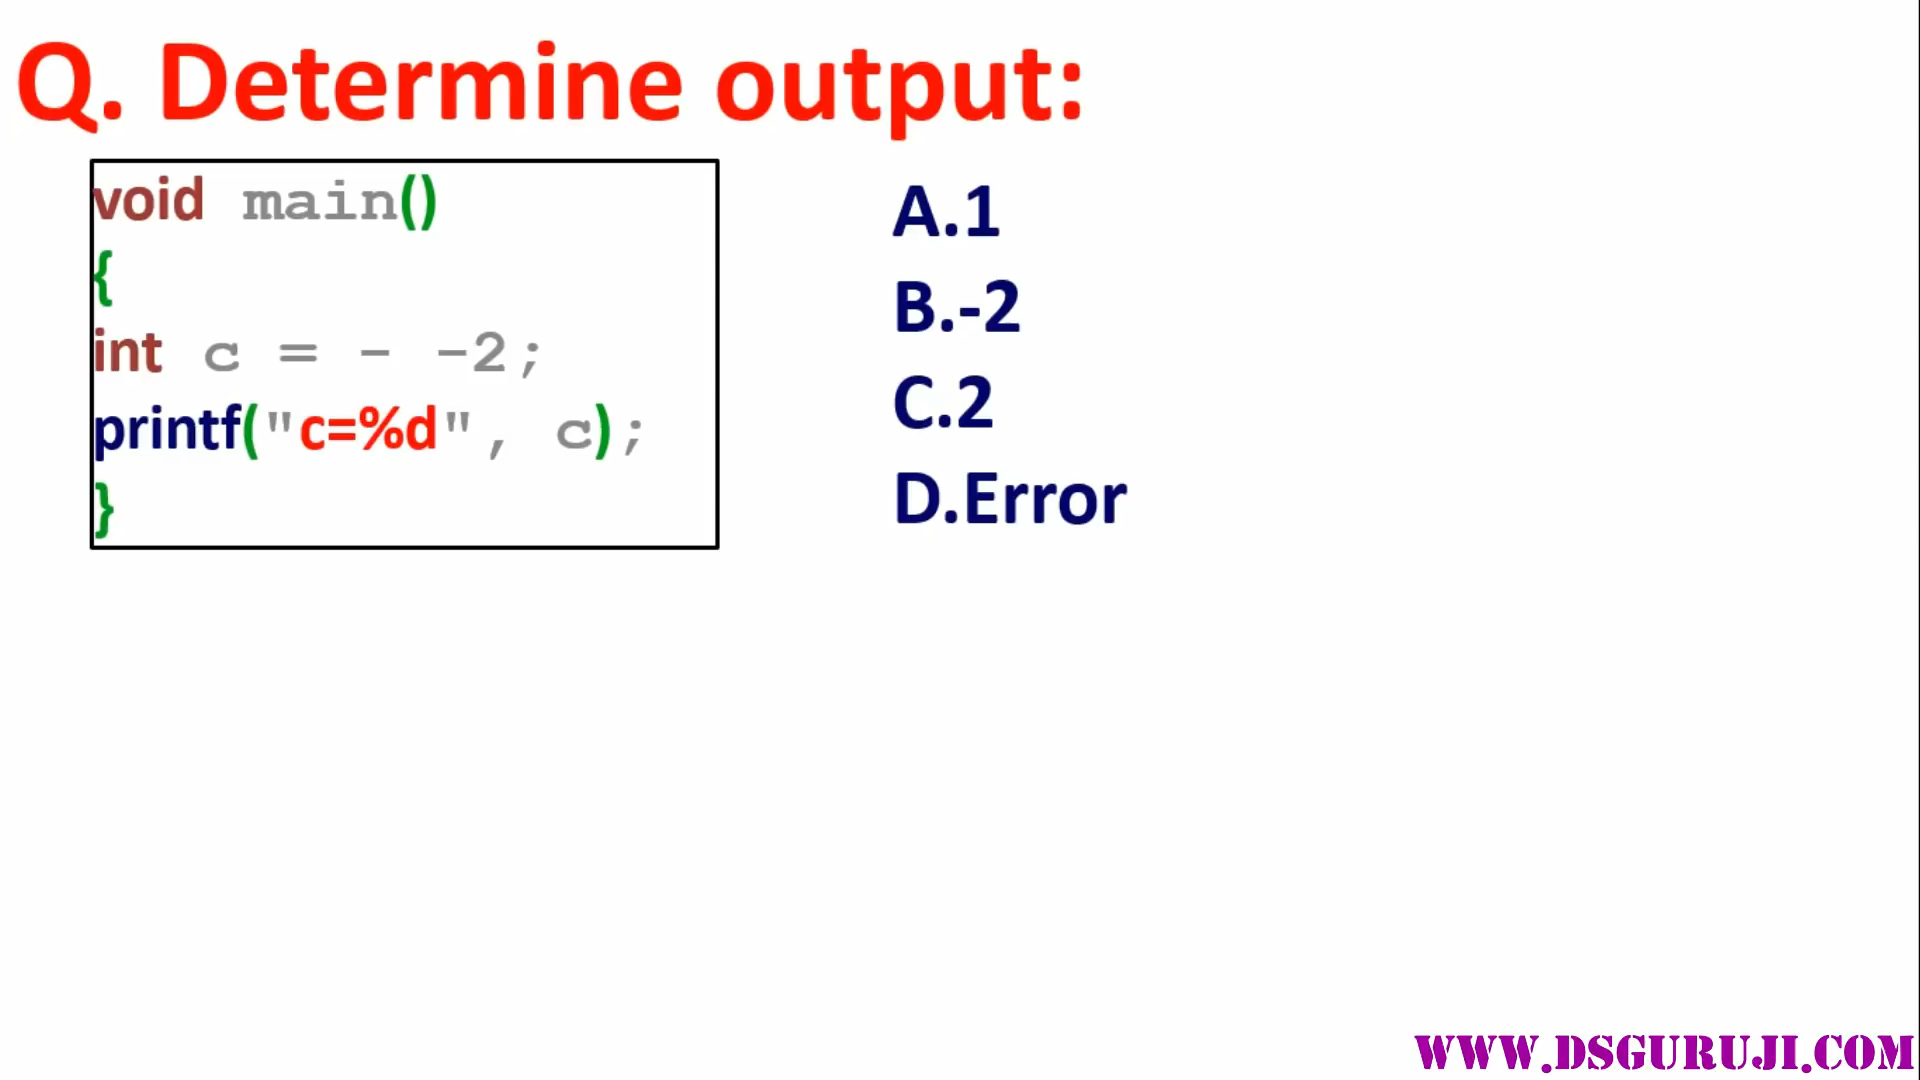 Q. Determine output:
void main()
{
int c = - -2;
printf("c=%d", c);
}
A.1
B.-2
C.2
D.Error
WWW.DSGURUJI.COM